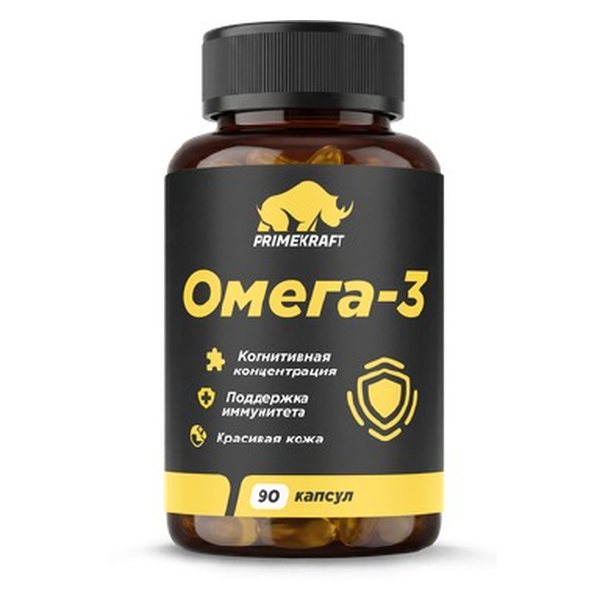 PRIMEKRAFT
Омега-3
Когнитивная
концентрация
Поддержка
иммунитета
Красивая кожа
90 капсул